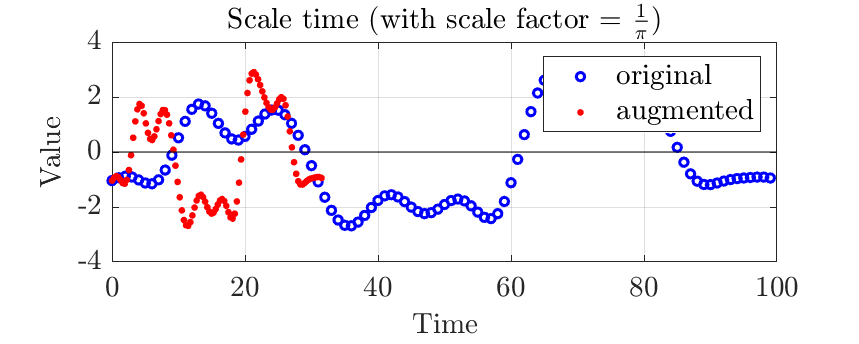 Scale time (with scale factor = 1/π)
4
2
0
-2
-4
Value
original
augmented
0 20 40 60 80 100
Time